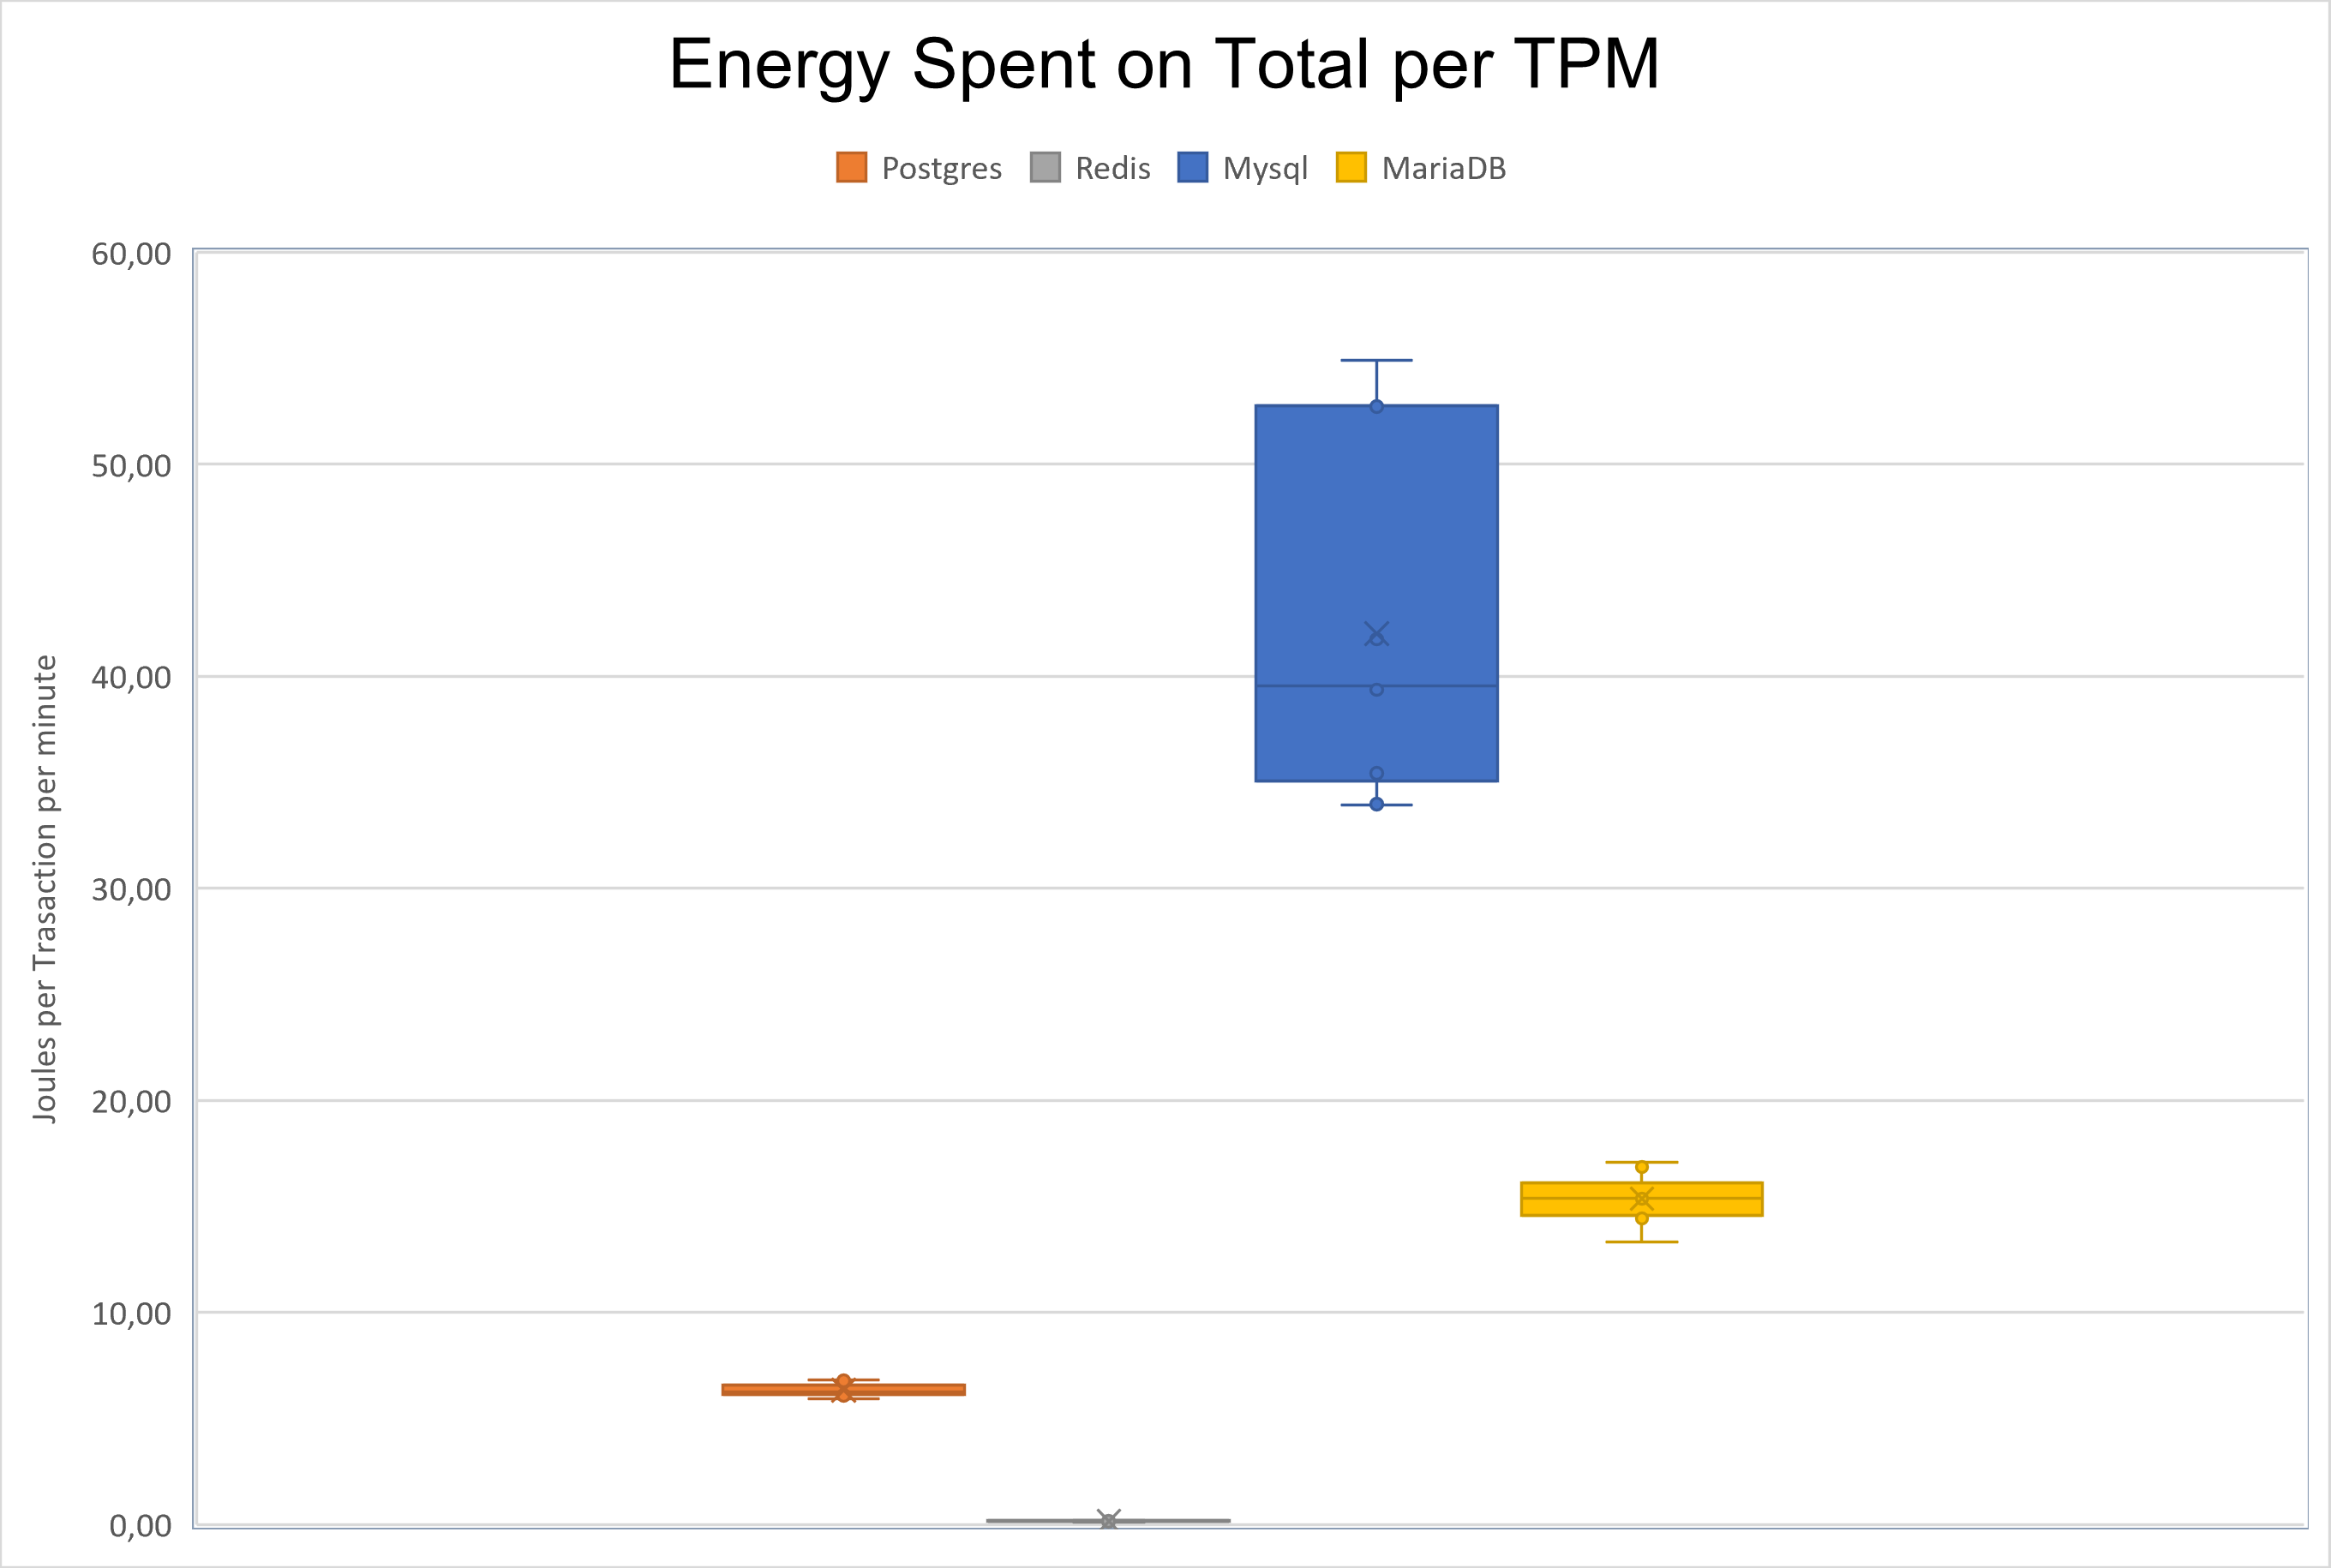 Energy Spent on Total per TPM
Postgres Redis Mysql MariaDB
60,00
50,00
40,00
30,00
20,00
10,00
0,00
Joules per Trasaction per minute